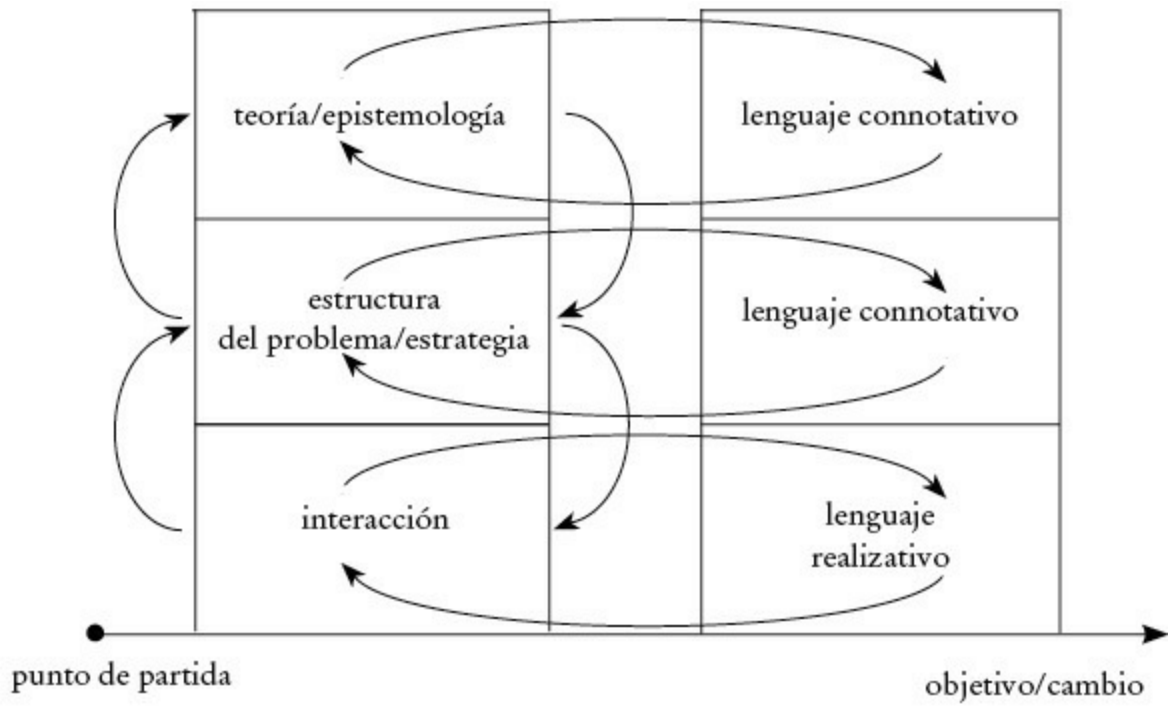 teoría/epistemología
lenguaje connotativo
estructura
del problema/estrategia
lenguaje connotativo
interacción
lenguaje
realizativo
punto de partida
objetivo/cambio